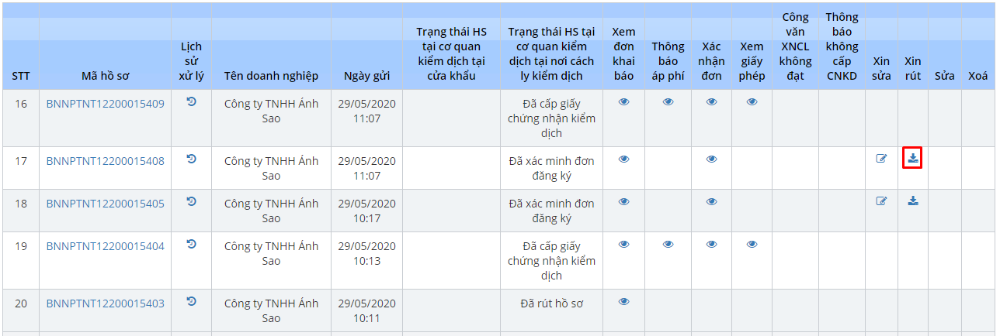 STT
Mã hồ sơ
Lịch
sử
xử lý
Tên doanh nghiệp
Ngày gửi
Trạng thái HS
tại cơ quan
kiểm dịch tại
cửa khẩu
Trạng thái HS tại
cơ quan kiểm
dịch tại nơi cách
ly kiểm dịch
Xem
đơn
khai
báo
Thông
báo
áp phí
Xác
nhận
đơn
Xem
giấy
phép
Công
văn
XNCL
không
đạt
Thông
báo
không
cấp
CNKD
Xin
sửa
Xin
rút
Sửa
Xoá
16
BNNPTNT12200015409
Công ty TNHH Ánh
Sao
29/05/2020
11:07
Đã cấp giấy
chứng nhận kiểm
dịch
17
BNNPTNT12200015408
Công ty TNHH Ánh
Sao
29/05/2020
11:07
Đã xác minh đơn
đăng ký
18
BNNPTNT12200015405
Công ty TNHH Ánh
Sao
29/05/2020
10:17
Đã xác minh đơn
đăng ký
19
BNNPTNT12200015404
Công ty TNHH Ánh
Sao
29/05/2020
10:13
Đã cấp giấy
chứng nhận kiểm
dịch
20
BNNPTNT12200015403
Công ty TNHH Ánh
Sao
29/05/2020
10:11
Đã rút hồ sơ